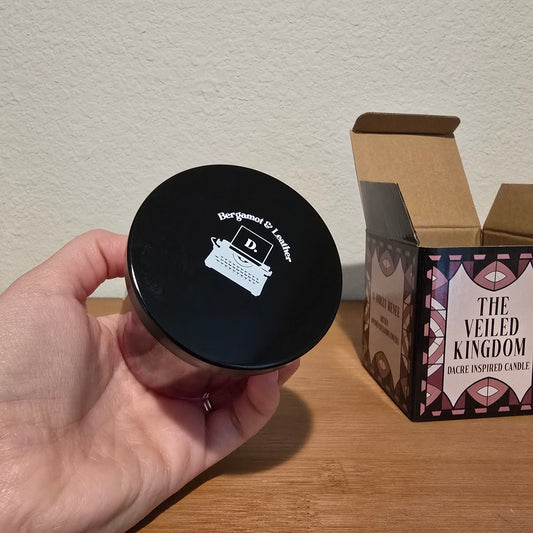 Bergamot & Leather
D.
THE
VEILED
KINGDOM
DACRE INSPIRED CANDLE